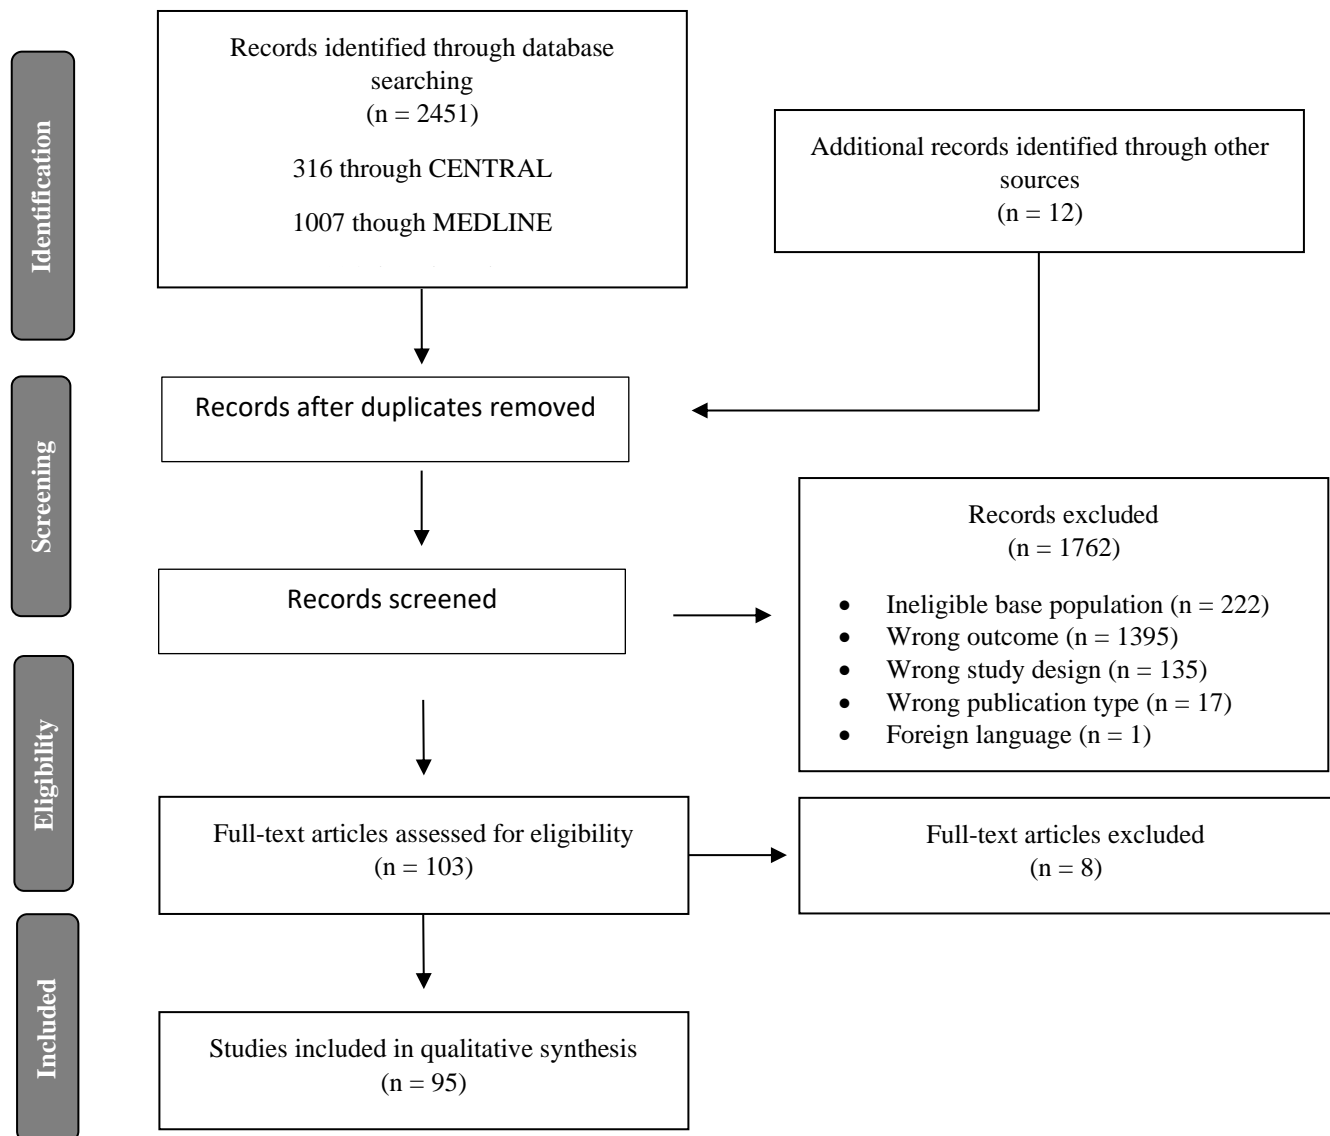 Identification
Records identified through database
searching
(n = 2451)
316 through CENTRAL
1007 though MEDLINE
Additional records identified through other
sources
(n = 12)
Screening
Records after duplicates removed
Records screened
Records excluded
(n = 1762)
• Ineligible base population (n = 222)
• Wrong outcome (n = 1395)
• Wrong study design (n = 135)
• Wrong publication type (n = 17)
• Foreign language (n = 1)
Eligibility
Full-text articles assessed for eligibility
(n = 103)
Full-text articles excluded
(n = 8)
Included
Studies included in qualitative synthesis
(n = 95)